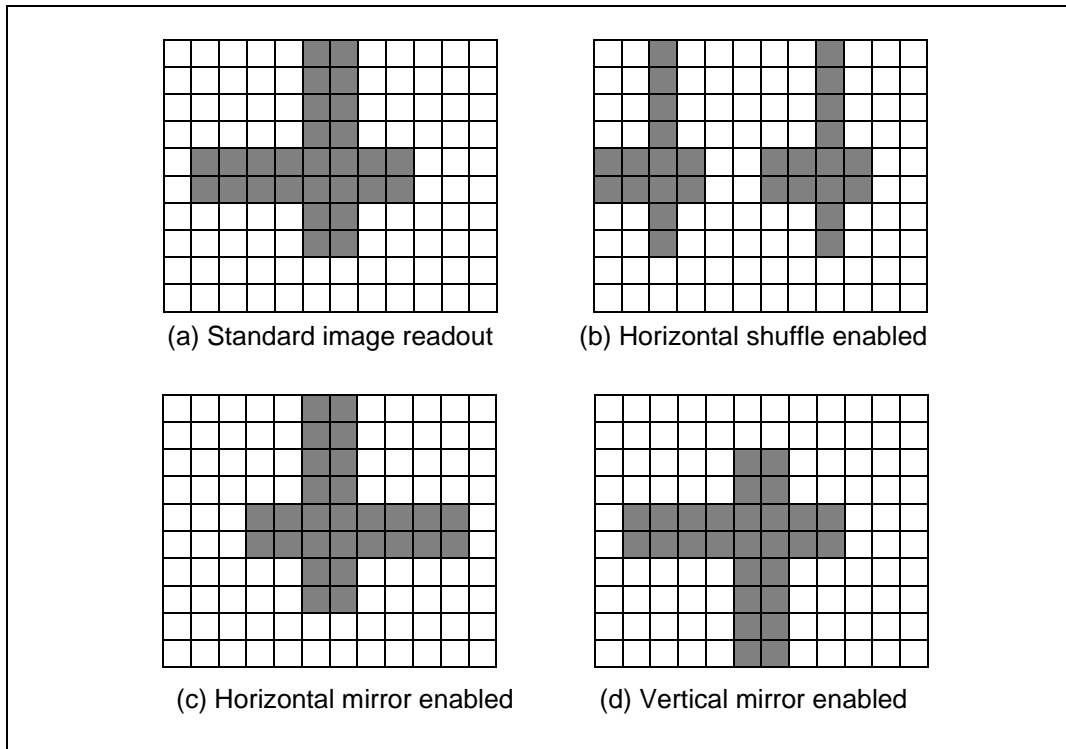 (a) Standard image readout
(b) Horizontal shuffle enabled
(c) Horizontal mirror enabled
(d) Vertical mirror enabled